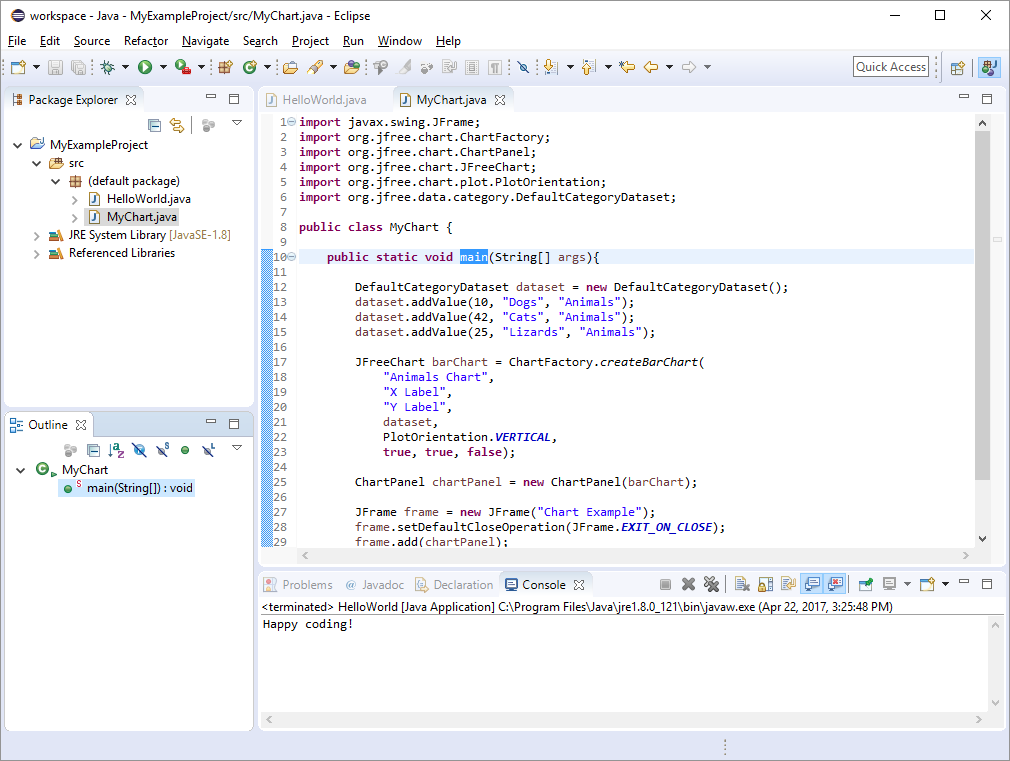 workspace - Java - MyExampleProject/src/MyChart.java - Eclipse
File Edit Source Refactor Navigate Search Project Run Window Help
Quick Access
Package Explorer
MyExampleProject
src
(default package)
HelloWorld.java
MyChart.java
JRE System Library [JavaSE-1.8]
Referenced Libraries
Outline
MyChart
main(String[]) : void
HelloWorld.java MyChart.java
1 import javax.swing.JFrame;
2 import org.jfree.chart.ChartFactory;
3 import org.jfree.chart.ChartPanel;
4 import org.jfree.chart.JFreeChart;
5 import org.jfree.chart.plot.PlotOrientation;
6 import org.jfree.data.category.DefaultCategoryDataset;
7
8 public class MyChart {
9
10 public static void main(String[] args){
11
12 DefaultCategoryDataset dataset = new DefaultCategoryDataset();
13 dataset.addValue(10, "Dogs", "Animals");
14 dataset.addValue(42, "Cats", "Animals");
15 dataset.addValue(25, "Lizards", "Animals");
16
17 JFreeChart barChart = ChartFactory.createBarChart(
18 "Animals Chart",
19 "X Label",
20 "Y Label",
21 dataset,
22 PlotOrientation.VERTICAL,
23 true, true, false);
24
25 ChartPanel chartPanel = new ChartPanel(barChart);
26
27 JFrame frame = new JFrame("Chart Example");
28 frame.setDefaultCloseOperation(JFrame.EXIT_ON_CLOSE);
29 frame.add(chartPanel);
Problems @ Javadoc Declaration Console
<terminated> HelloWorld [Java Application] C:\Program Files\Java\jre1.8.0_121\bin\javaw.exe (Apr 22, 2017, 3:25:48 PM)
Happy coding!